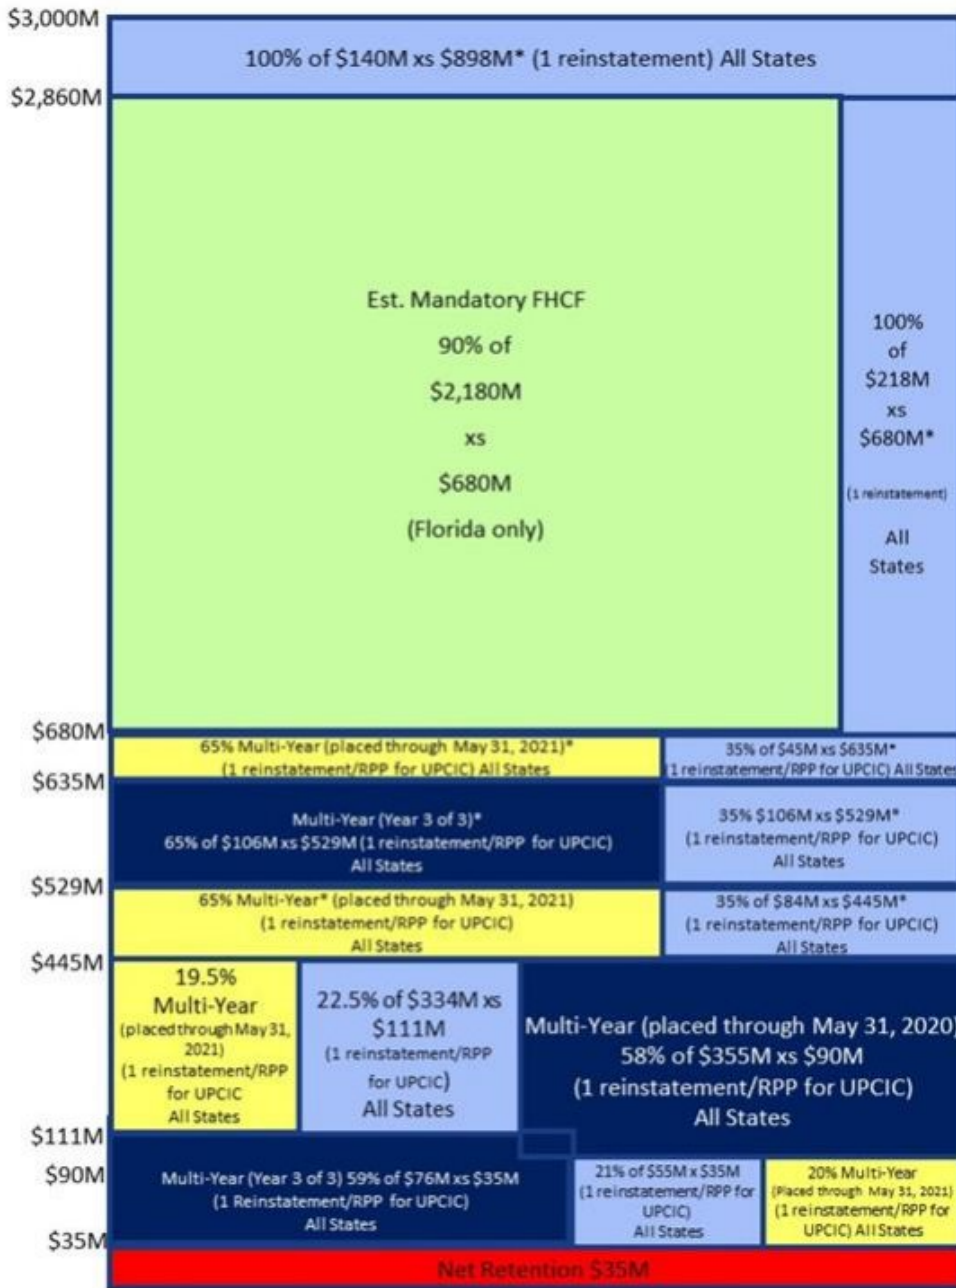 $3,000M
100% of $140M xs $898M* (1 reinstatement) All States
$2,860M
Est. Mandatory FHCF
90% of
$2,180M
xs
$680M
(Florida only)
100%
of
$218M
xs
$680M*
(1 reinstatement)
All
States
$680M
65% Multi-Year (placed through May 31, 2021)*
(1 reinstatement/RPP for UPCIC) All States
35% of $45M xs $635M*
(1 reinstatement/RPP for UPCIC) All States
$635M
Multi-Year (Year 3 of 3)*
65% of $106M xs $529M (1 reinstatement/RPP for UPCIC)
All States
35% $106M xs $529M*
(1 reinstatement/RPP for UPCIC)
All States
$529M
65% Multi-Year* (placed through May 31, 2021)
(1 reinstatement/RPP for UPCIC)
All States
35% of $84M xs $445M*
(1 reinstatement/RPP for UPCIC)
All States
$445M
19.5%
Multi-Year
(placed through May 31,
2021)
(1 reinstatement/RPP
for UPCIC
All States
22.5% of $334M xs
$111M
(1 reinstatement/RPP
for UPCIC)
All States
Multi-Year (placed through May 31, 2020)
58% of $355M xs $90M
(1 reinstatement/RPP for UPCIC)
All States
$111M
$90M
Multi-Year (Year 3 of 3) 59% of $76M xs $35M
(1 Reinstatement/RPP for UPCIC)
All States
21% of $55M x $35M
(1 reinstatement/RPP for
UPCIC)
All States
20% Multi-Year
(Placed through May 31, 2021)
(1 reinstatement/RPP for
UPCIC) All States
$35M
Net Retention $35M